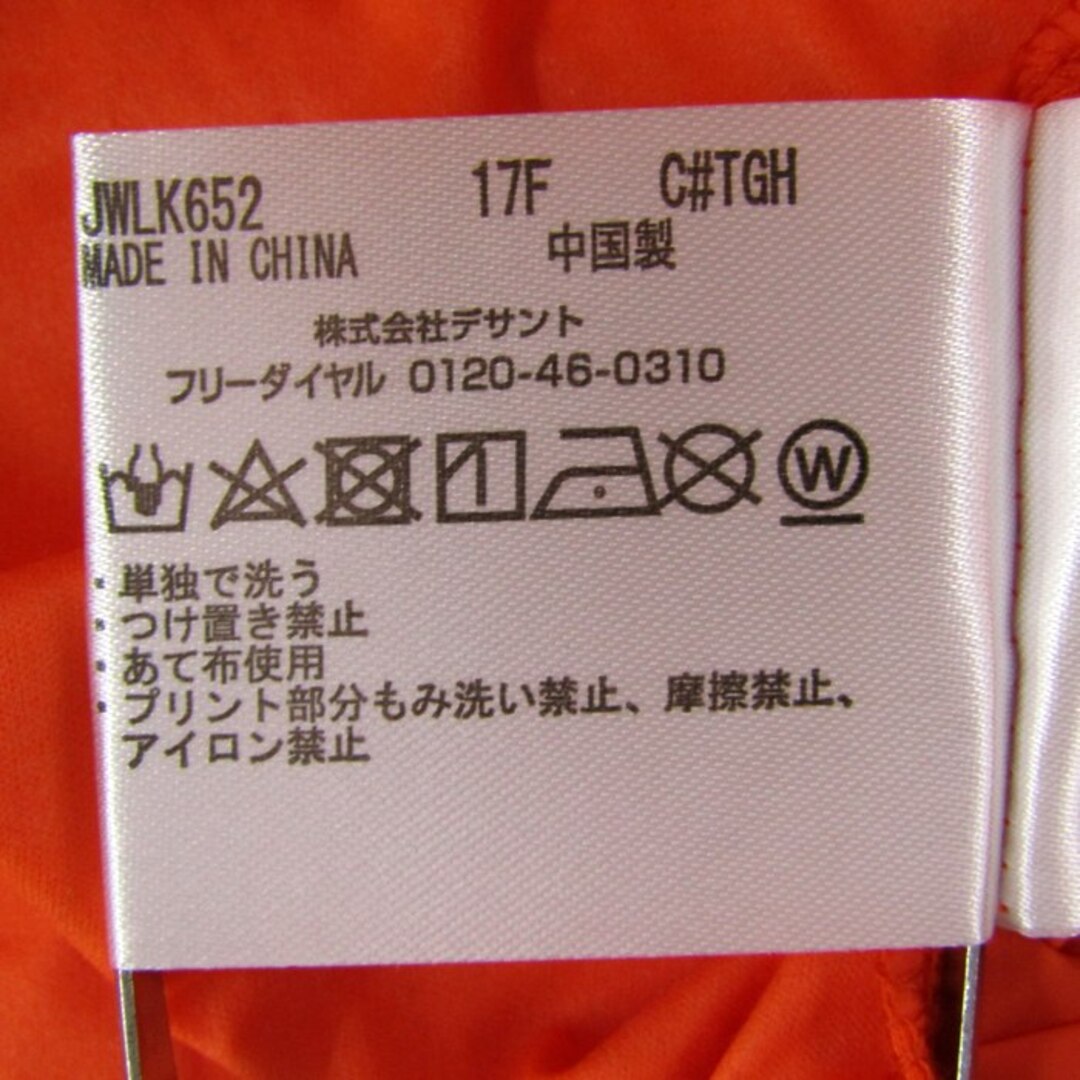 JWLK652 17F C#TGH
MADE IN CHINA 中国製
株式会社デサント
フリーダイヤル 0120-46-0310
W
・単独で洗う
・つけ置き禁止
・あて布使用
・プリント部分もみ洗い禁止、摩擦禁止、
アイロン禁止